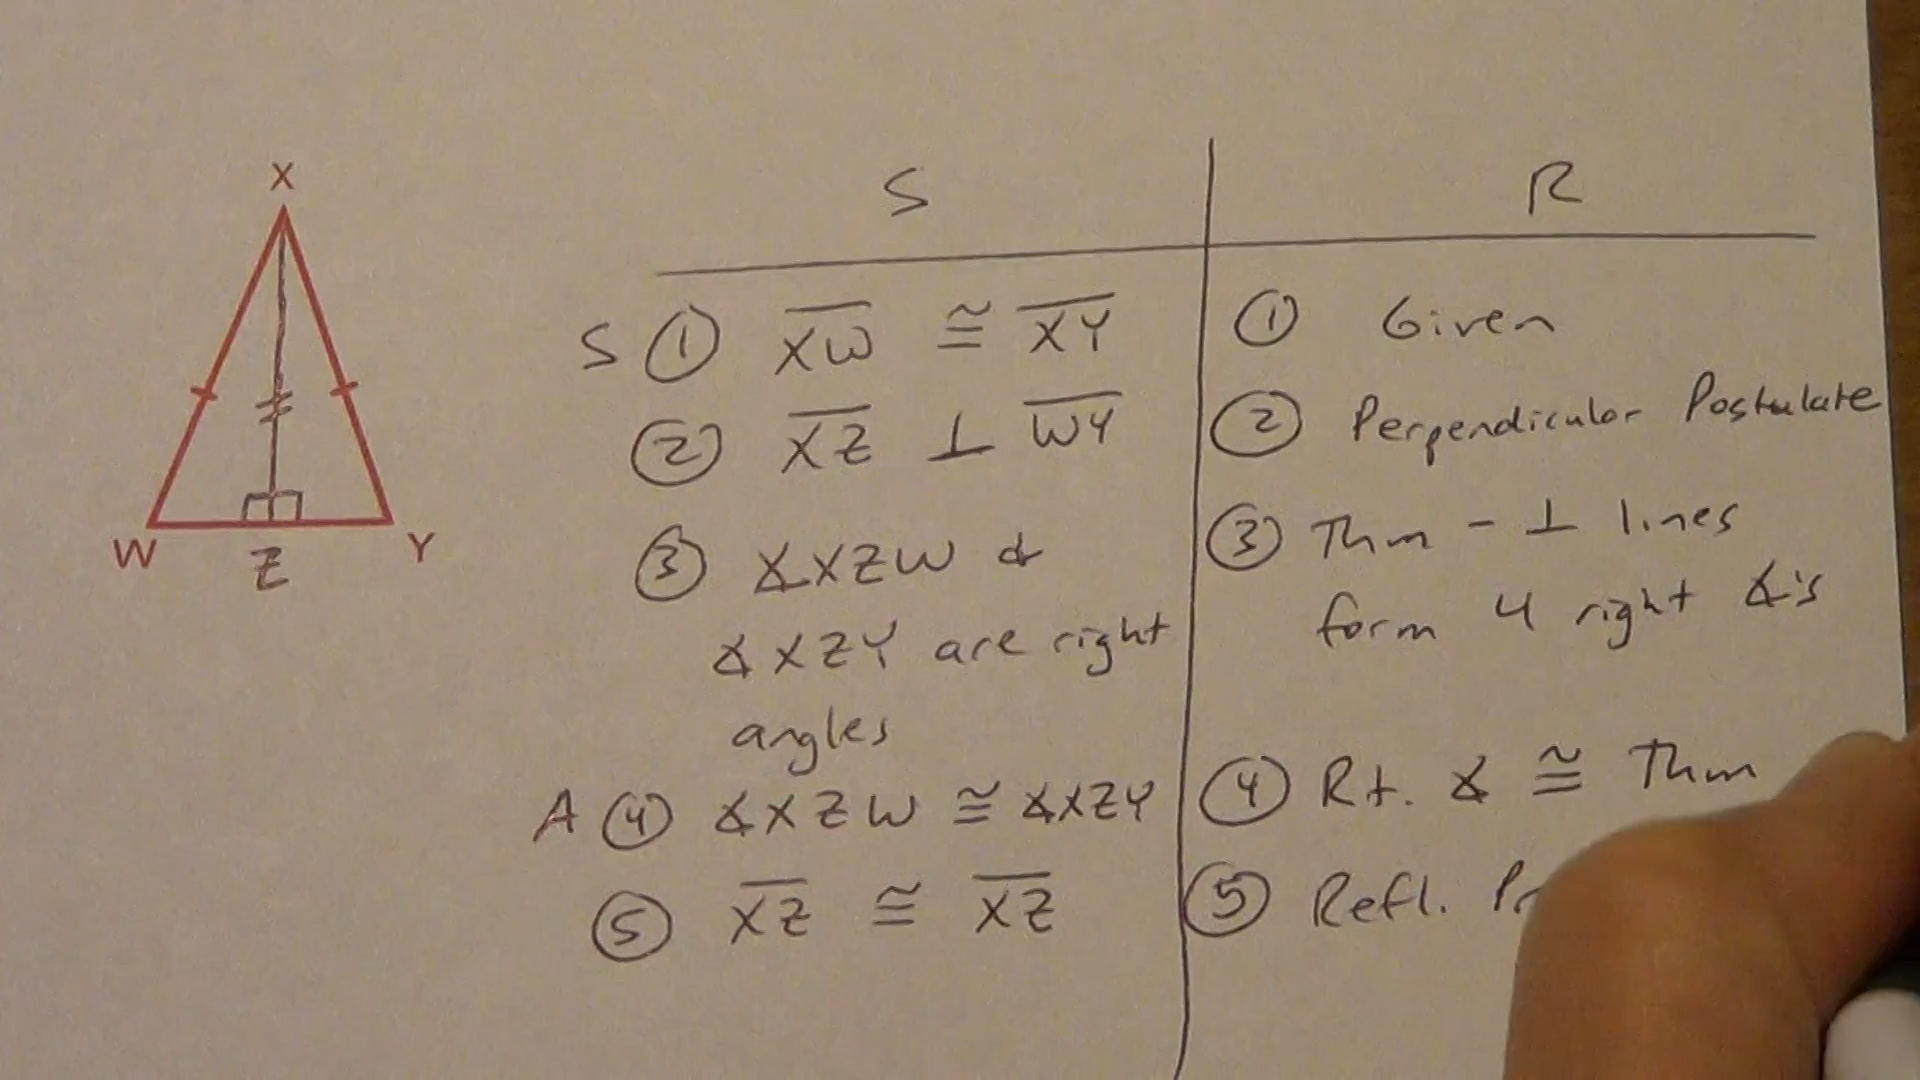 X
W
Z
Y
S
R
S ① XW ≅ XY
① Given
② XZ ⊥ WY
② Perpendicular Postulate
③ ∡XZW &
∡XZY are right
angles
③ Thm - ⊥ lines
form 4 right ∡'s
A ④ ∡XZW ≅ ∡XZY
④ Rt. ∡ ≅ Thm
⑤ XZ ≅ XZ
⑤ Refl.